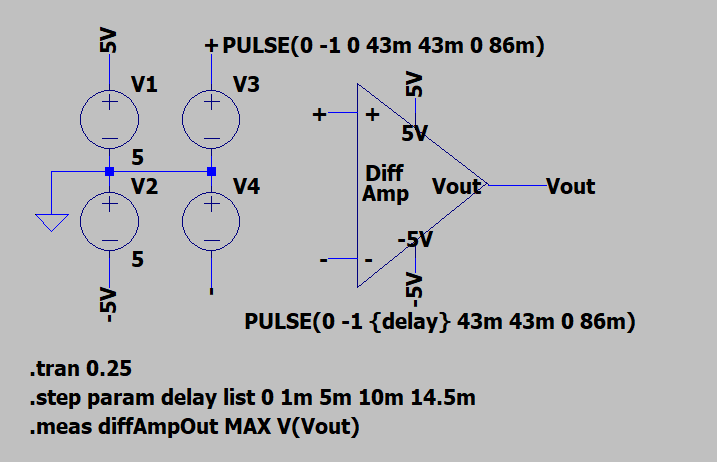 5V
+ PULSE(0 -1 0 43m 43m 0 86m)
V1
V3
+
+
5
V2
V4
+
+
5
-5V
-
5V
+
+
5V
Diff
Amp
Vout
Vout
-5V
-
-
-5V
PULSE(0 -1 {delay} 43m 43m 0 86m)
.tran 0.25
.step param delay list 0 1m 5m 10m 14.5m
.meas diffAmpOut MAX V(Vout)